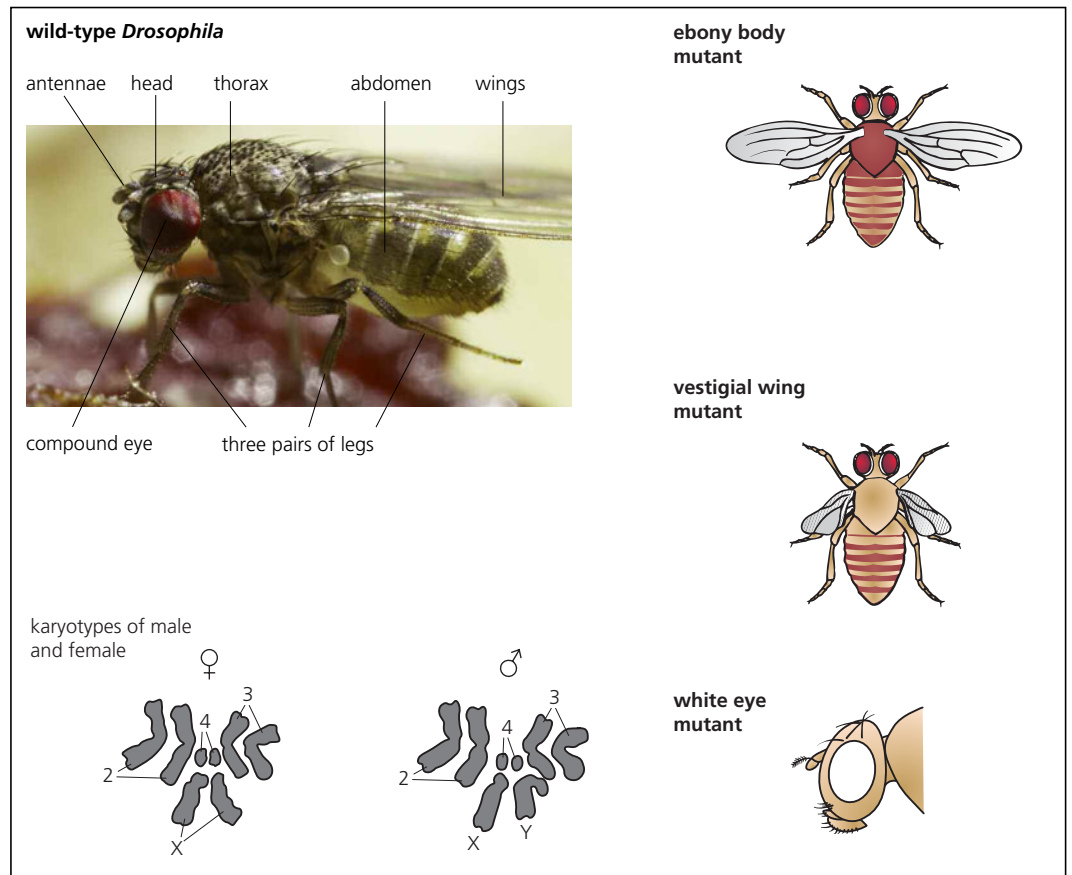 wild-type Drosophila
antennae head thorax abdomen wings
compound eye three pairs of legs
ebony body
mutant
vestigial wing
mutant
karyotypes of male
and female
♀
3
4
2
X
♂
3
4
2
X
Y
white eye
mutant